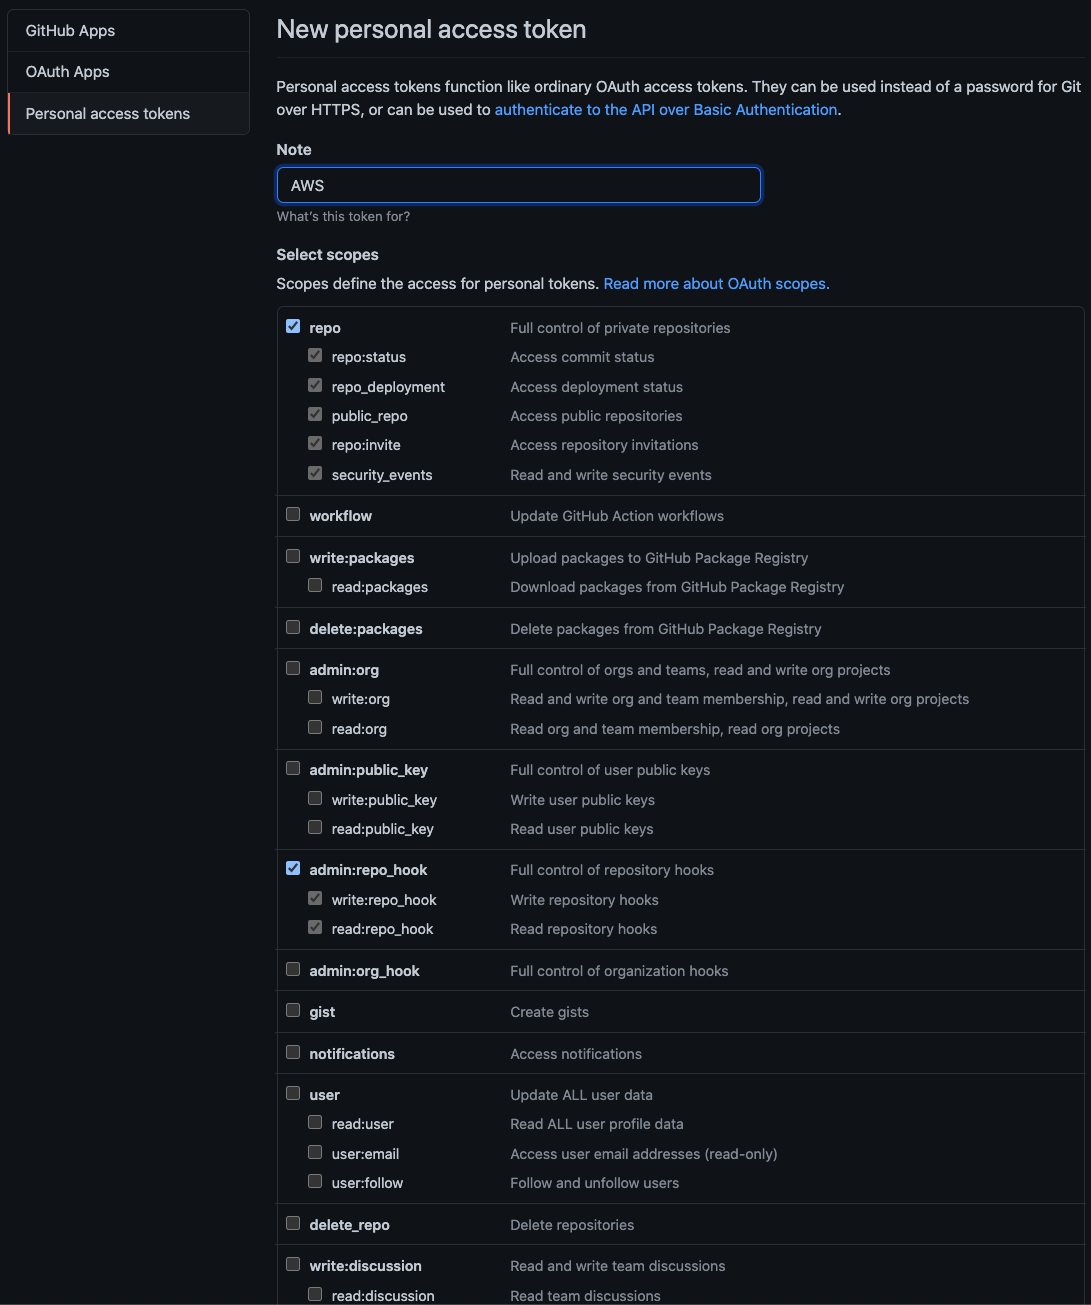 GitHub Apps
OAuth Apps
Personal access tokens
New personal access token
Personal access tokens function like ordinary OAuth access tokens. They can be used instead of a password for Git
over HTTPS, or can be used to authenticate to the API over Basic Authentication.
Note
AWS
What's this token for?
Select scopes
Scopes define the access for personal tokens. Read more about OAuth scopes.
repo Full control of private repositories
repo:status Access commit status
repo_deployment Access deployment status
public_repo Access public repositories
repo:invite Access repository invitations
security_events Read and write security events
workflow Update GitHub Action workflows
write:packages Upload packages to GitHub Package Registry
read:packages Download packages from GitHub Package Registry
delete:packages Delete packages from GitHub Package Registry
admin:org Full control of orgs and teams, read and write org projects
write:org Read and write org and team membership, read and write org projects
read:org Read org and team membership, read org projects
admin:public_key Full control of user public keys
write:public_key Write user public keys
read:public_key Read user public keys
admin:repo_hook Full control of repository hooks
write:repo_hook Write repository hooks
read:repo_hook Read repository hooks
admin:org_hook Full control of organization hooks
gist Create gists
notifications Access notifications
user Update ALL user data
read:user Read ALL user profile data
user:email Access user email addresses (read-only)
user:follow Follow and unfollow users
delete_repo Delete repositories
write:discussion Read and write team discussions
read:discussion Read team discussions